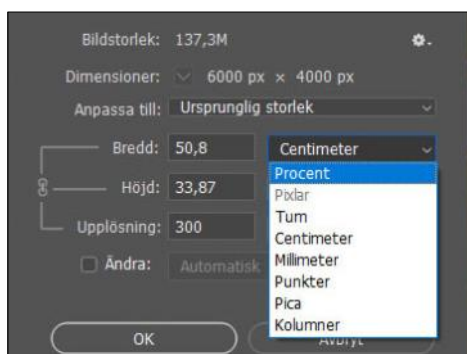 Bildstorlek: 137,3M
Dimensioner: 6000 px × 4000 px
Anpassa till: Ursprunglig storlek
Bredd: 50,8 Centimeter
Procent
Pixlar
Höjd: 33,87
Tum
Centimeter
Upplösning: 300
Millimeter
Punkter
Ändra: Automatisk
Pica
Kolumner
OK Avbryt